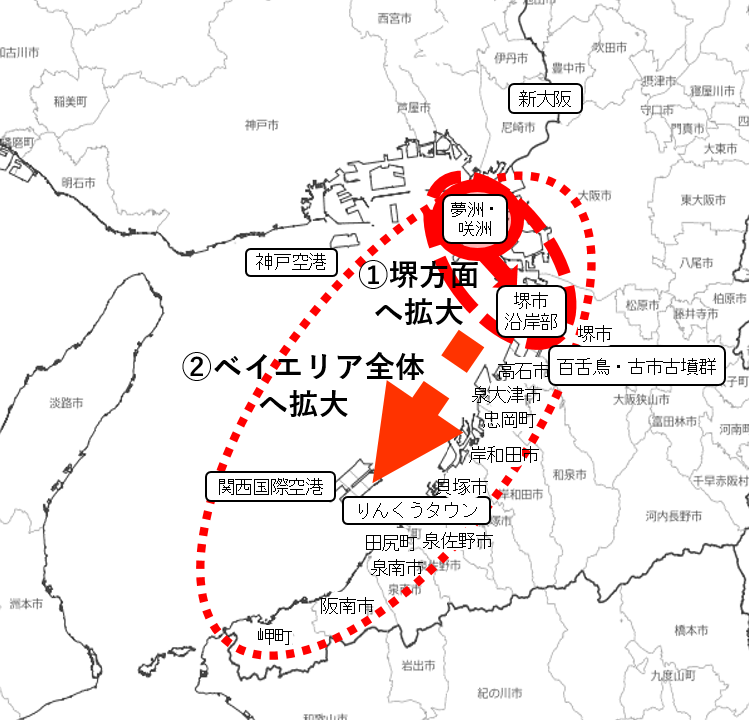 西宮市
伊丹市
吹田市
豊中市
摂津市
寝屋川市
稲美町
芦屋市
新大阪
守口市
神戸市
尼崎市
門真市
大東市
明石市
大阪市
東大阪市
夢洲・
咲洲
神戸空港
八尾市
①堺方面
へ拡大
堺市
沿岸部
松原市
柏原市
藤井寺市
堺市
②ベイエリア全体
へ拡大
高石市
百舌鳥・古市古墳群
泉大津市
大阪狭山市
淡路市
忠岡町
富田林市
岸和田市
和泉市
関西国際空港
貝塚市
岸和田市
千早赤阪村
りんくうタウン
河内長野市
田尻町
泉佐野市
泉南市
泉南市
洲本市
阪南市
岬町
橋本市
岩出市
九度山町
紀の川市
和歌山市